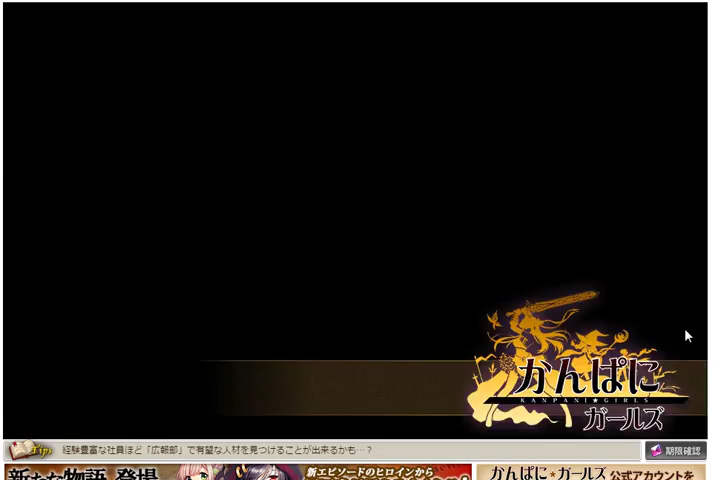 かんぱに
KANPANI★GIRLS
ガールズ
Tips 経験豊富な社員ほど「広報部」で有望な人材を見つけることが出来るかも…？ 期限確認
新たな物語、登場 新エピソードのヒロインから かんぱに★ガールズ 公式アカウントを